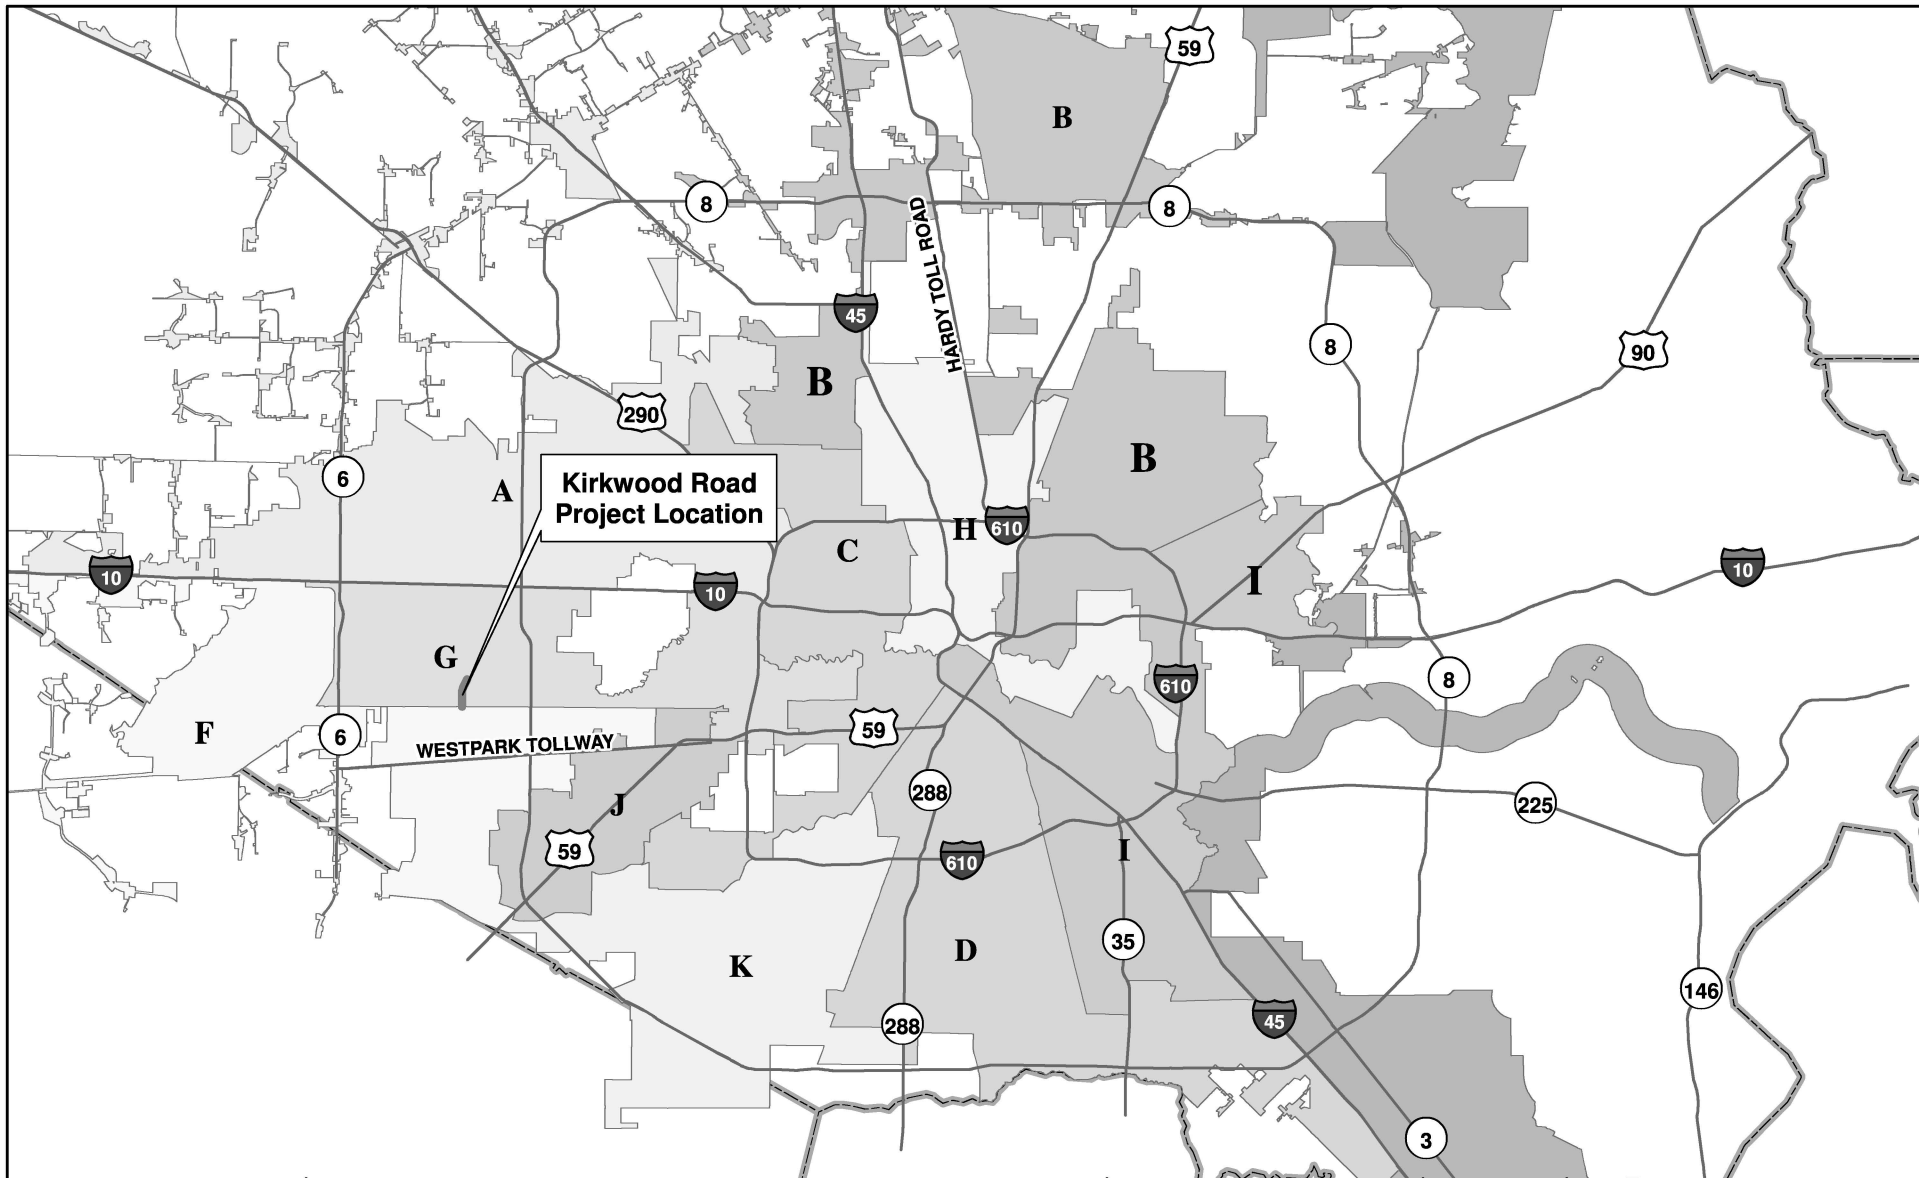 59
B
8
8
HARDY TOLL ROAD
45
8
90
B
290
B
6
A
Kirkwood Road
Project Location
H
610
C
10
10
10
I
G
610
8
F
6
59
WESTPARK TOLLWAY
288
225
J
59
610
I
35
D
K
146
288
45
3